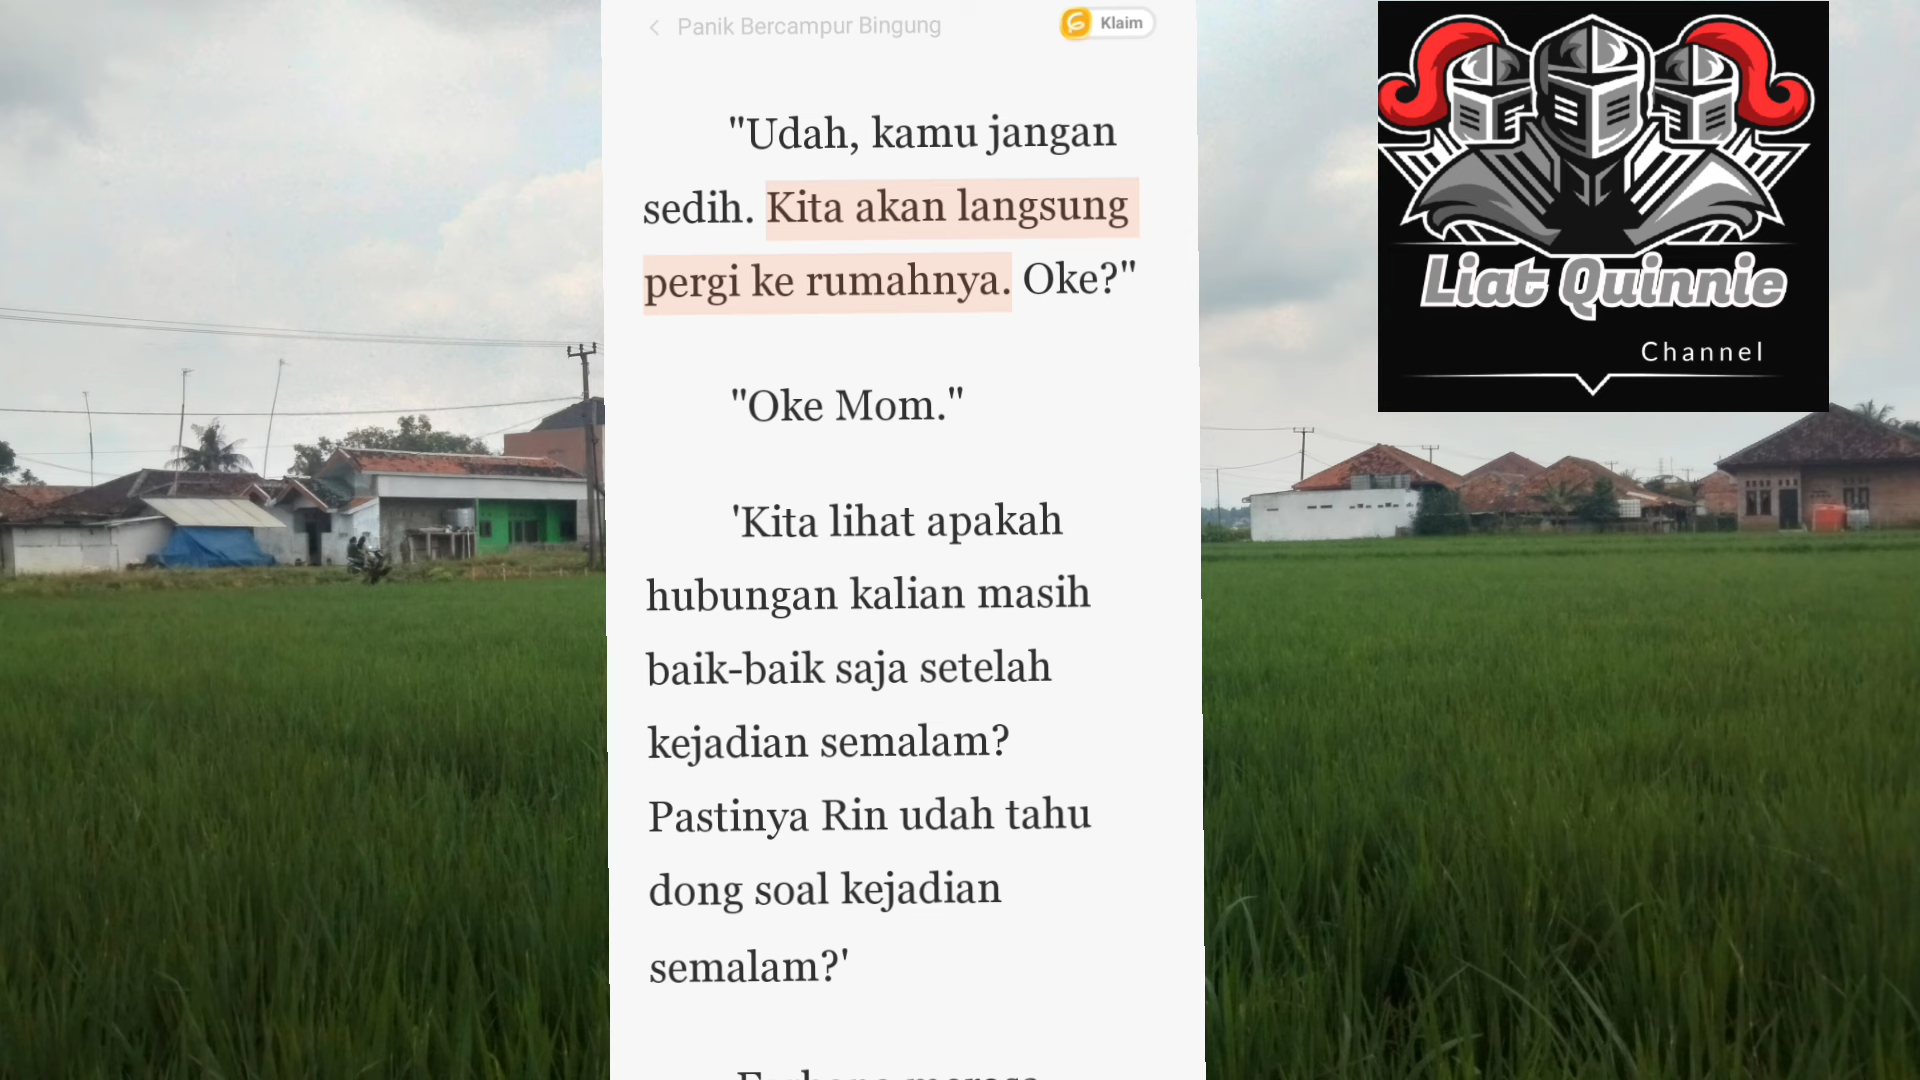 Panik Bercampur Bingung
Klaim
"Udah, kamu jangan
sedih. Kita akan langsung
pergi ke rumahnya. Oke?"
"Oke Mom."
'Kita lihat apakah
hubungan kalian masih
baik-baik saja setelah
kejadian semalam?
Pastinya Rin udah tahu
dong soal kejadian
semalam?'
Liat Quinnie
Channel